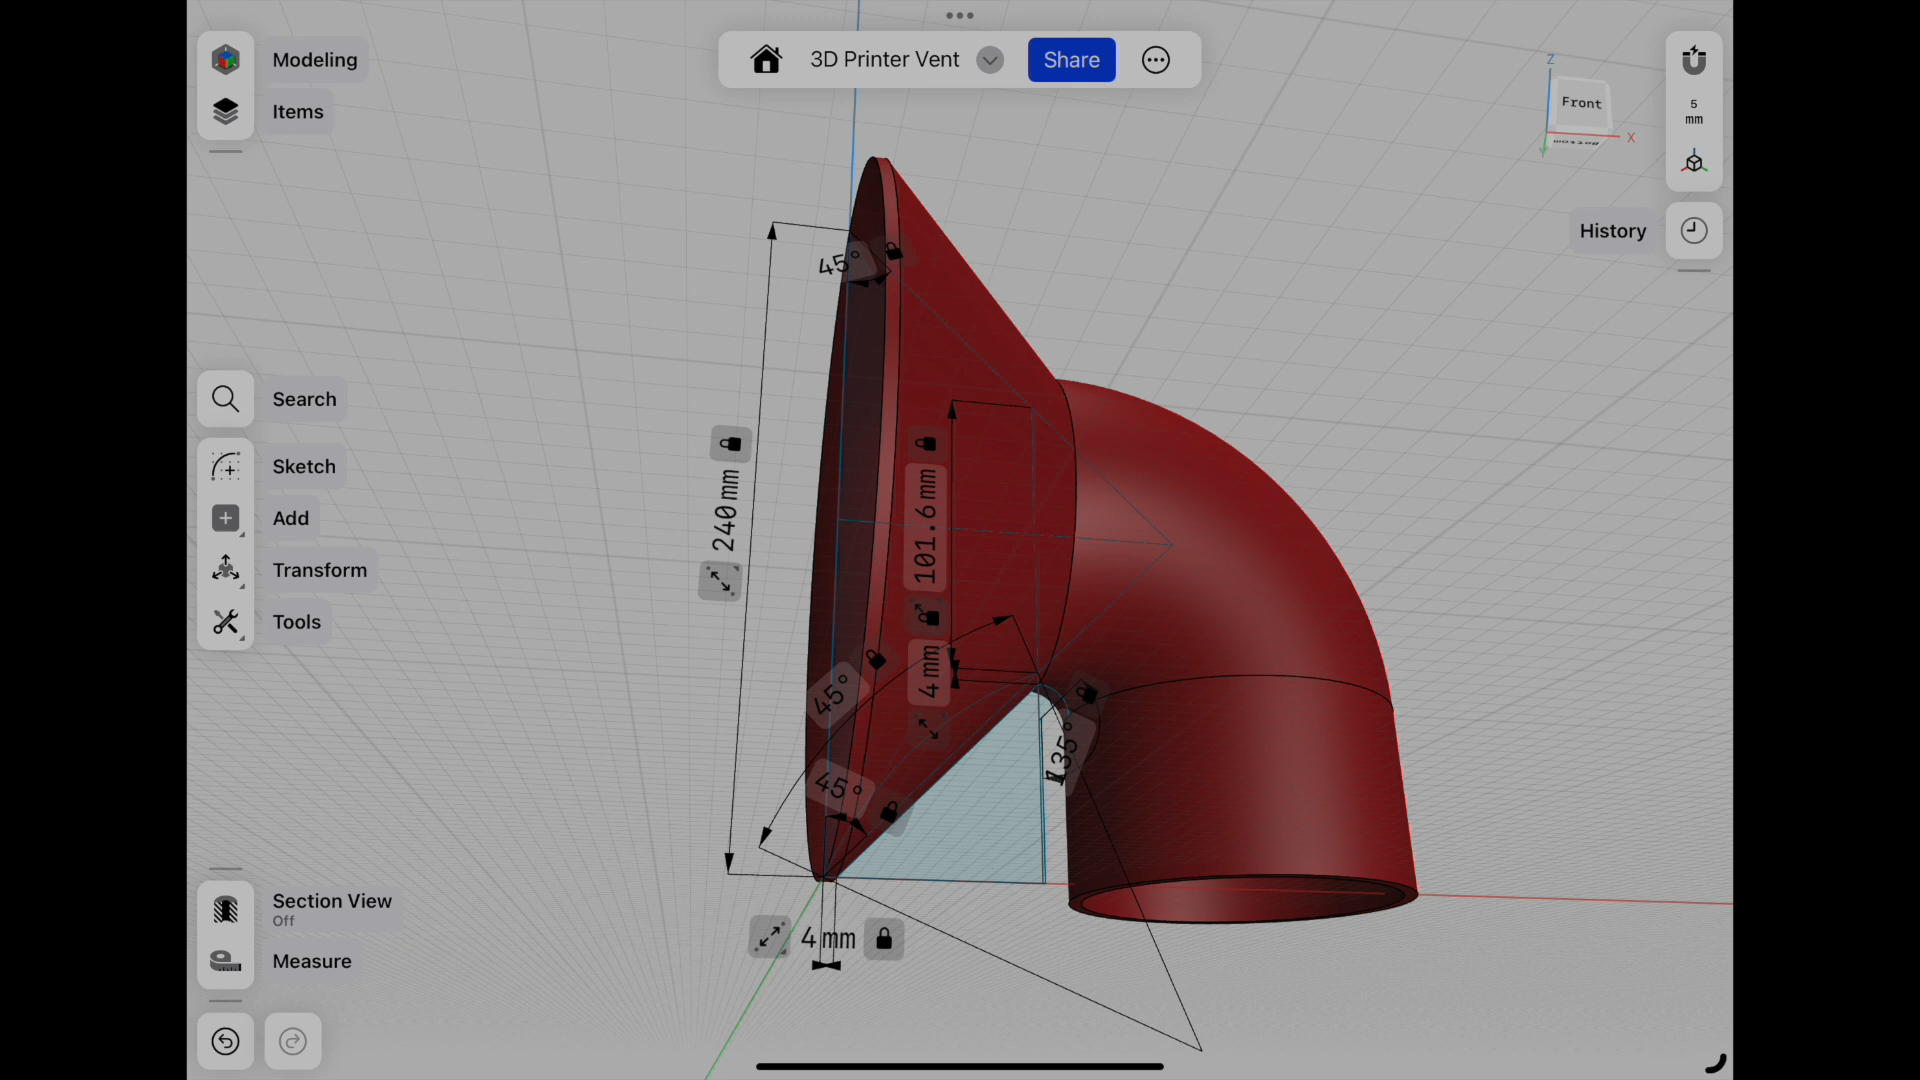 3D Printer Vent
Share
Modeling
Items
Z
Front
Bottom
X
Y
5
mm
History
45°
Search
Sketch
Add
Transform
Tools
240 mm
101.6 mm
4 mm
45°
135°
45°
4 mm
Section View
Off
Measure